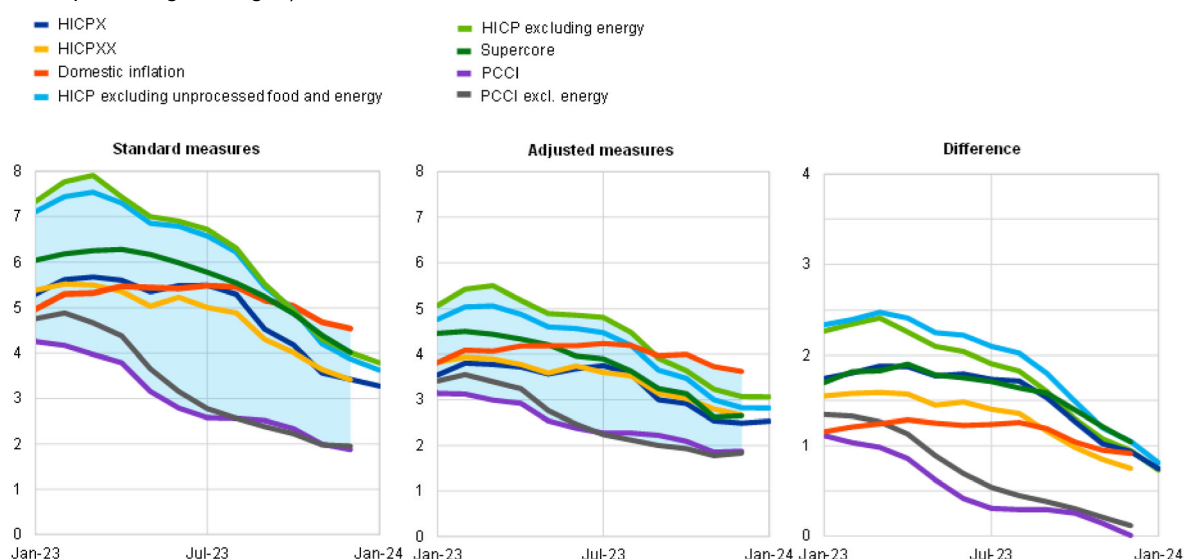 HICPX
HICPXX
Domestic inflation
HICP excluding unprocessed food and energy
HICP excluding energy
Supercore
PCCI
PCCI excl. energy
Standard measures
8
7
6
5
4
3
2
1
0
Jan-23 Jul-23 Jan-24
Adjusted measures
8
7
6
5
4
3
2
1
0
Jan-23 Jul-23 Jan-24
Difference
4
3
2
1
0
Jan-23 Jul-23 Jan-24